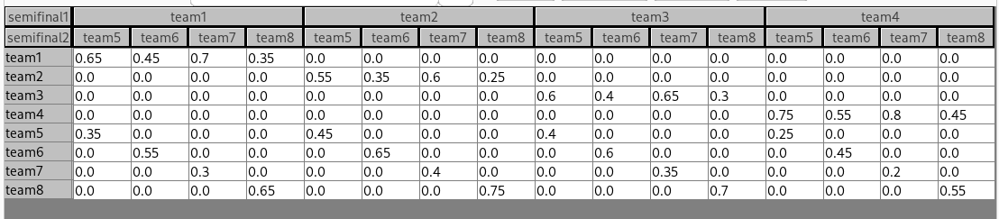 semifinal1 team1 team2 team3 team4
semifinal2 team5 team6 team7 team8 team5 team6 team7 team8 team5 team6 team7 team8 team5 team6 team7 team8
team1 0.65 0.45 0.7 0.35 0.0 0.0 0.0 0.0 0.0 0.0 0.0 0.0 0.0 0.0 0.0 0.0
team2 0.0 0.0 0.0 0.0 0.55 0.35 0.6 0.25 0.0 0.0 0.0 0.0 0.0 0.0 0.0 0.0
team3 0.0 0.0 0.0 0.0 0.0 0.0 0.0 0.0 0.6 0.4 0.65 0.3 0.0 0.0 0.0 0.0
team4 0.0 0.0 0.0 0.0 0.0 0.0 0.0 0.0 0.0 0.0 0.0 0.0 0.75 0.55 0.8 0.45
team5 0.35 0.0 0.0 0.0 0.45 0.0 0.0 0.0 0.4 0.0 0.0 0.0 0.25 0.0 0.0 0.0
team6 0.0 0.55 0.0 0.0 0.0 0.65 0.0 0.0 0.0 0.6 0.0 0.0 0.0 0.45 0.0 0.0
team7 0.0 0.0 0.3 0.0 0.0 0.0 0.4 0.0 0.0 0.0 0.35 0.0 0.0 0.0 0.2 0.0
team8 0.0 0.0 0.0 0.65 0.0 0.0 0.0 0.75 0.0 0.0 0.0 0.7 0.0 0.0 0.0 0.55